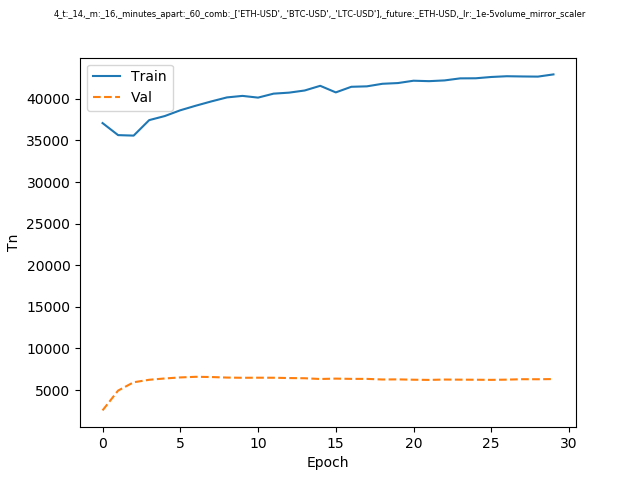 4_t:_14,_m:_16,_minutes_apart:_60_comb:_['ETH-USD',_'BTC-USD',_'LTC-USD'],_future:_ETH-USD,_lr:_1e-5volume_mirror_scaler
Train
Val
40000
35000
30000
25000
20000
15000
10000
5000
Tn
0 5 10 15 20 25 30
Epoch